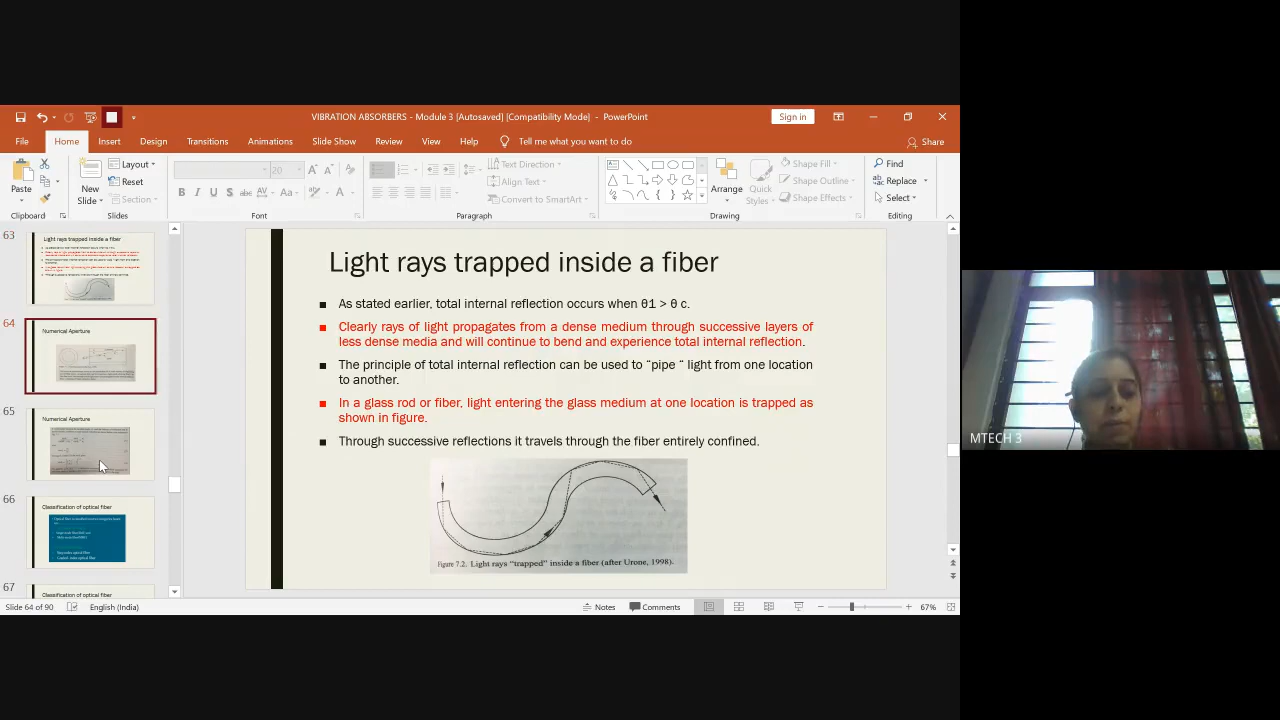 VIBRATION ABSORBERS - Module 3 [Autosaved] [Compatibility Mode] - PowerPoint
Sign in
File Home Insert Design Transitions Animations Slide Show Review View Help Tell me what you want to do
Share
Paste
Clipboard
New
Slide
Layout
Reset
Section
Slides
20
B I U S abc AV Aa A
Font
Text Direction
Align Text
Convert to SmartArt
Paragraph
Arrange
Quick
Styles
Drawing
Shape Fill
Shape Outline
Shape Effects
Find
Replace
Select
Editing
63
Light rays trapped inside a fiber
64
Numerical Aperture
65
Numerical Aperture
66
Classification of optical fiber
67
Classification of optical fiber
Light rays trapped inside a fiber
As stated earlier, total internal reflection occurs when θ1 > θ c.
Clearly rays of light propagates from a dense medium through successive layers of
less dense media and will continue to bend and experience total internal reflection.
The principle of total internal reflection can be used to “pipe “ light from one location
to another.
In a glass rod or fiber, light entering the glass medium at one location is trapped as
shown in figure.
Through successive reflections it travels through the fiber entirely confined.
Figure 7.2. Light rays "trapped" inside a fiber (after Urone, 1998).
MTECH 3
Slide 64 of 90
English (India)
Notes
Comments
67%